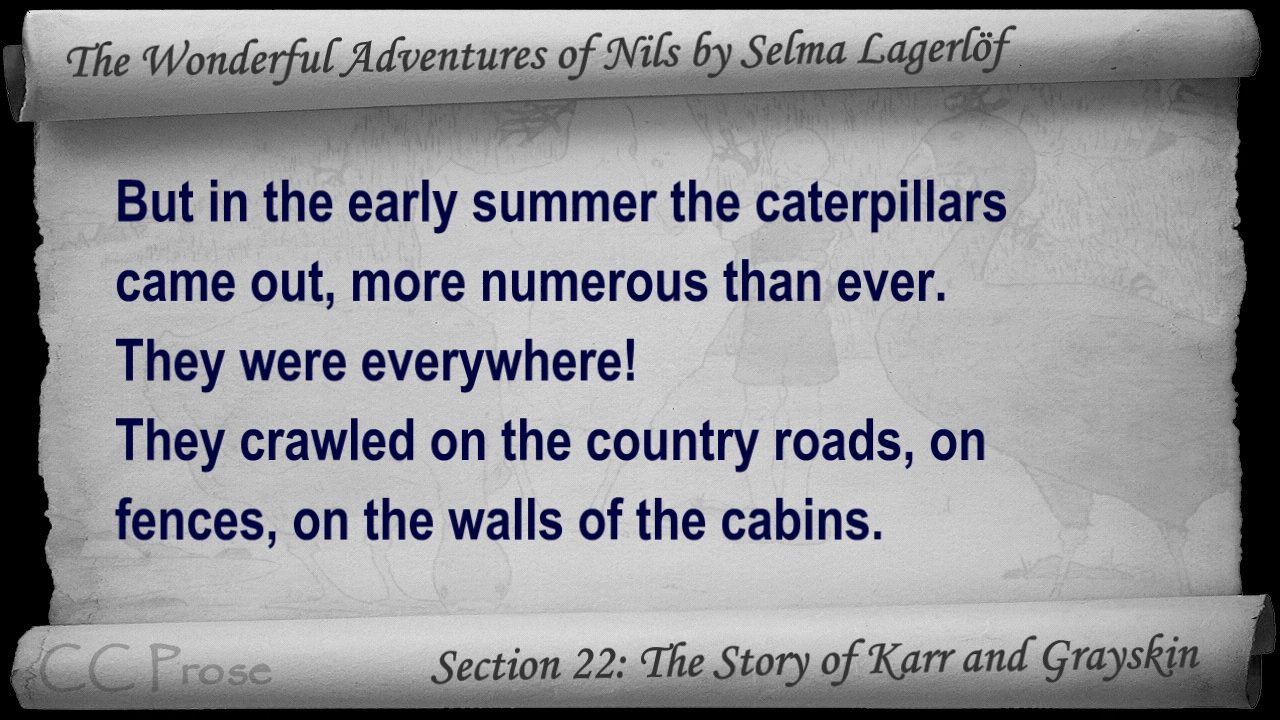 The Wonderful Adventures of Nils by Selma Lagerlöf
But in the early summer the caterpillars
came out, more numerous than ever.
They were everywhere!
They crawled on the country roads, on
fences, on the walls of the cabins.
CC Prose
Section 22: The Story of Karr and Grayskin